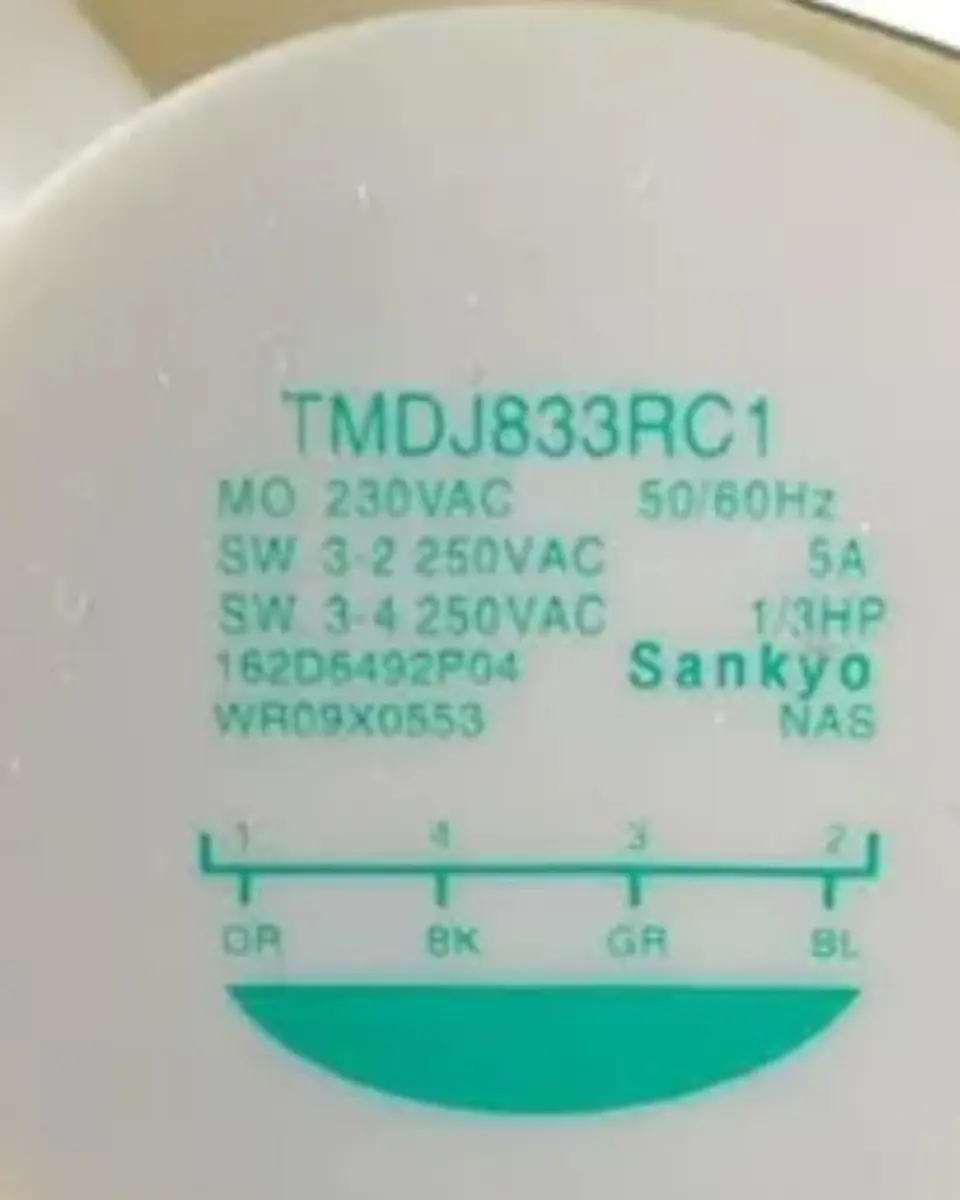 TMDJ833RC1
MO 230VAC 50/60Hz
SW 3-2 250VAC 5A
SW 3-4 250VAC 1/3HP
162D6492P04 Sankyo
WR09X0553 NAS
1 4 3 2
OR BK GR BL